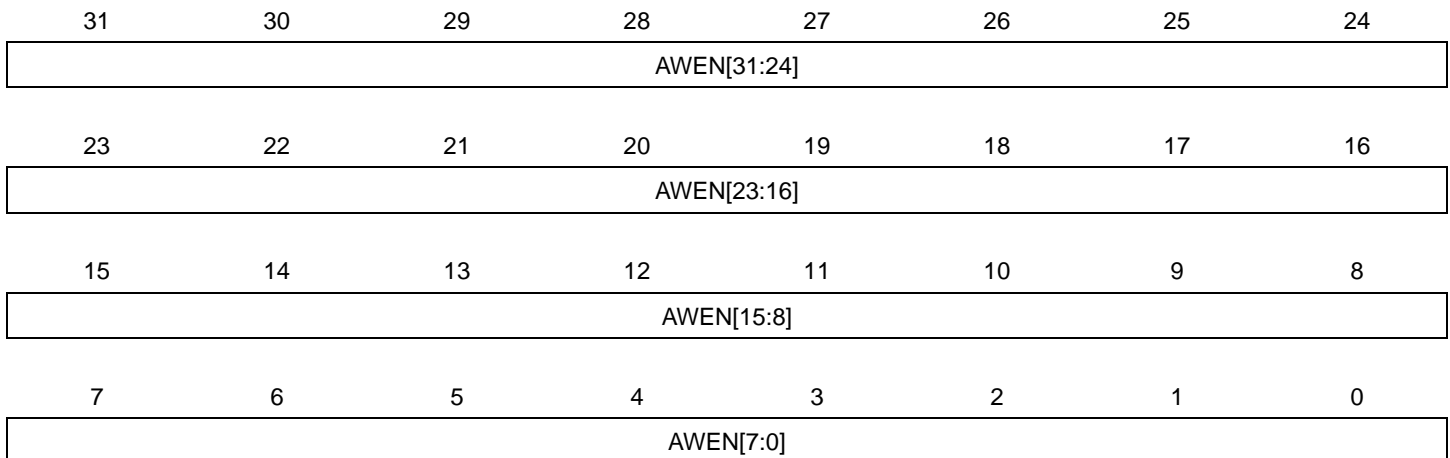 31 30 29 28 27 26 25 24
AWEN[31:24]
23 22 21 20 19 18 17 16
AWEN[23:16]
15 14 13 12 11 10 9 8
AWEN[15:8]
7 6 5 4 3 2 1 0
AWEN[7:0]